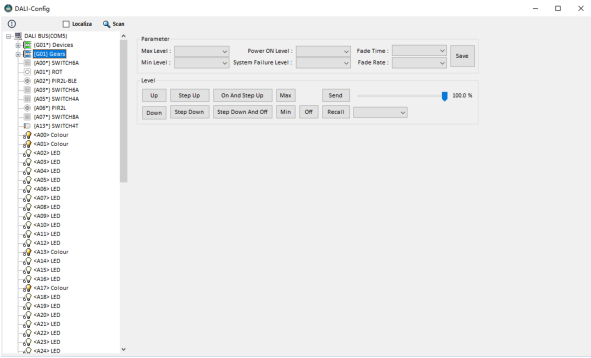 DALI-Config
Localiza Scan
DALI BUS(COM5)
(G01*) Devices
[G01] Gears
(A00*) SWITCH6A
(A01*) ROT
(A02*) PIR2L-BLE
(A03*) SWITCH6A
(A05*) SWITCH4A
(A06*) PIR2L
(A07*) SWITCH8A
(A13*) SWITCH4T
<A00> Colour
<A01> Colour
<A02> LED
<A03> LED
<A04> LED
<A05> LED
<A06> LED
<A07> LED
<A08> LED
<A09> LED
<A10> LED
<A11> LED
<A12> LED
<A13> Colour
<A14> LED
<A15> LED
<A16> LED
<A17> Colour
<A18> LED
<A19> LED
<A20> LED
<A21> LED
<A22> LED
<A23> LED
<A24> LED
Parameter
Max Level : Power ON Level : Fade Time :
Min Level : System Failure Level : Fade Rate :
Save
Level
Up Step Up On And Step Up Max Send 100.0 %
Down Step Down Step Down And Off Min Off Recall